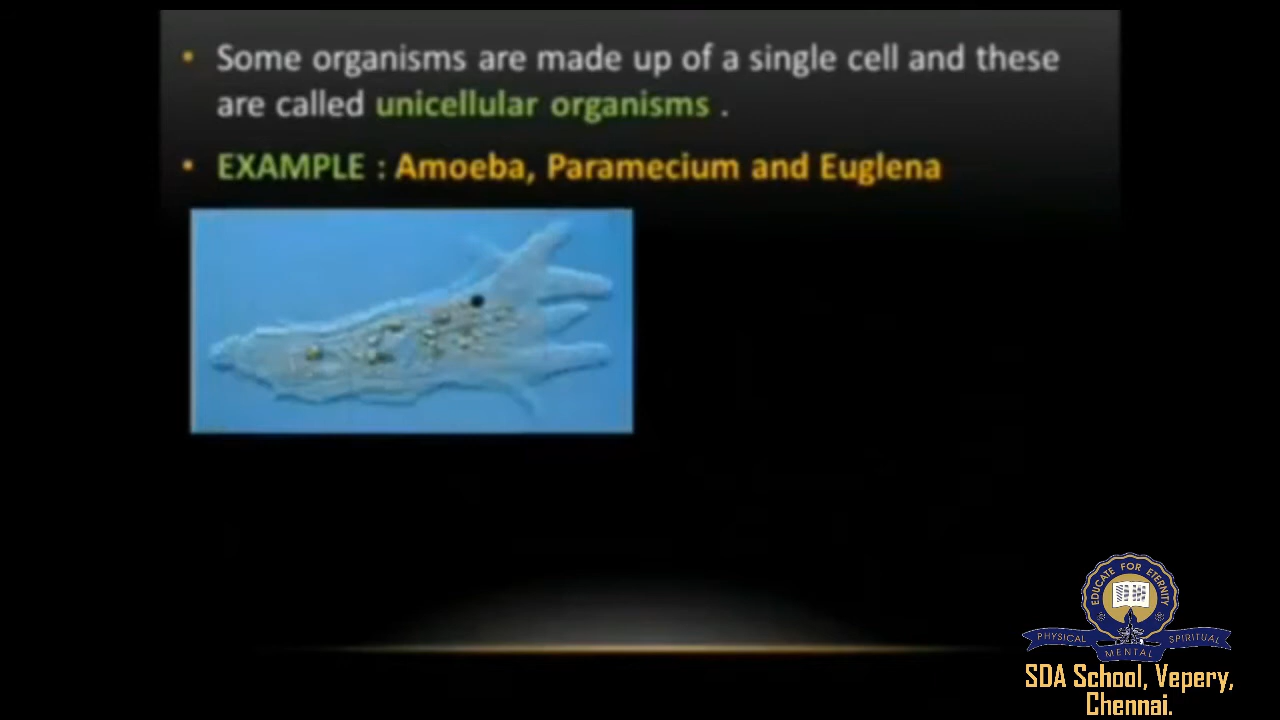 • Some organisms are made up of a single cell and these
are called unicellular organisms .
• EXAMPLE : Amoeba, Paramecium and Euglena
EDUCATE FOR ETERNITY
PHYSICAL MENTAL SPIRITUAL
SDA School, Vepery,
Chennai.